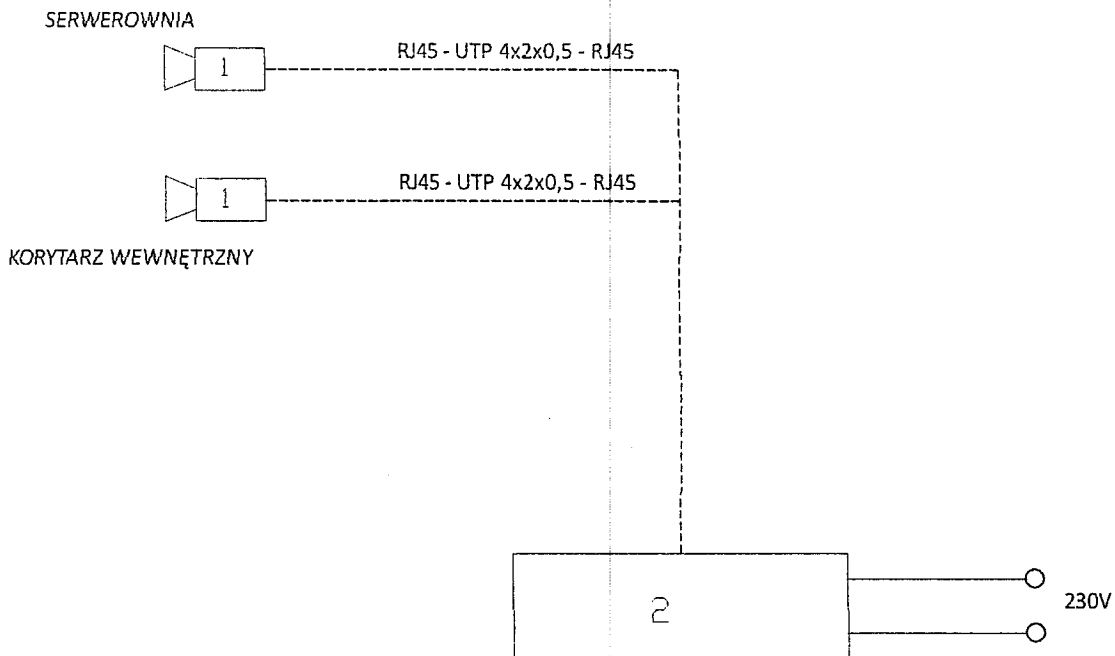 SERWEROWNIA
1
RJ45 - UTP 4x2x0,5 - RJ45
1
RJ45 - UTP 4x2x0,5 - RJ45
KORYTARZ WEWNĘTRZNY
2
230V